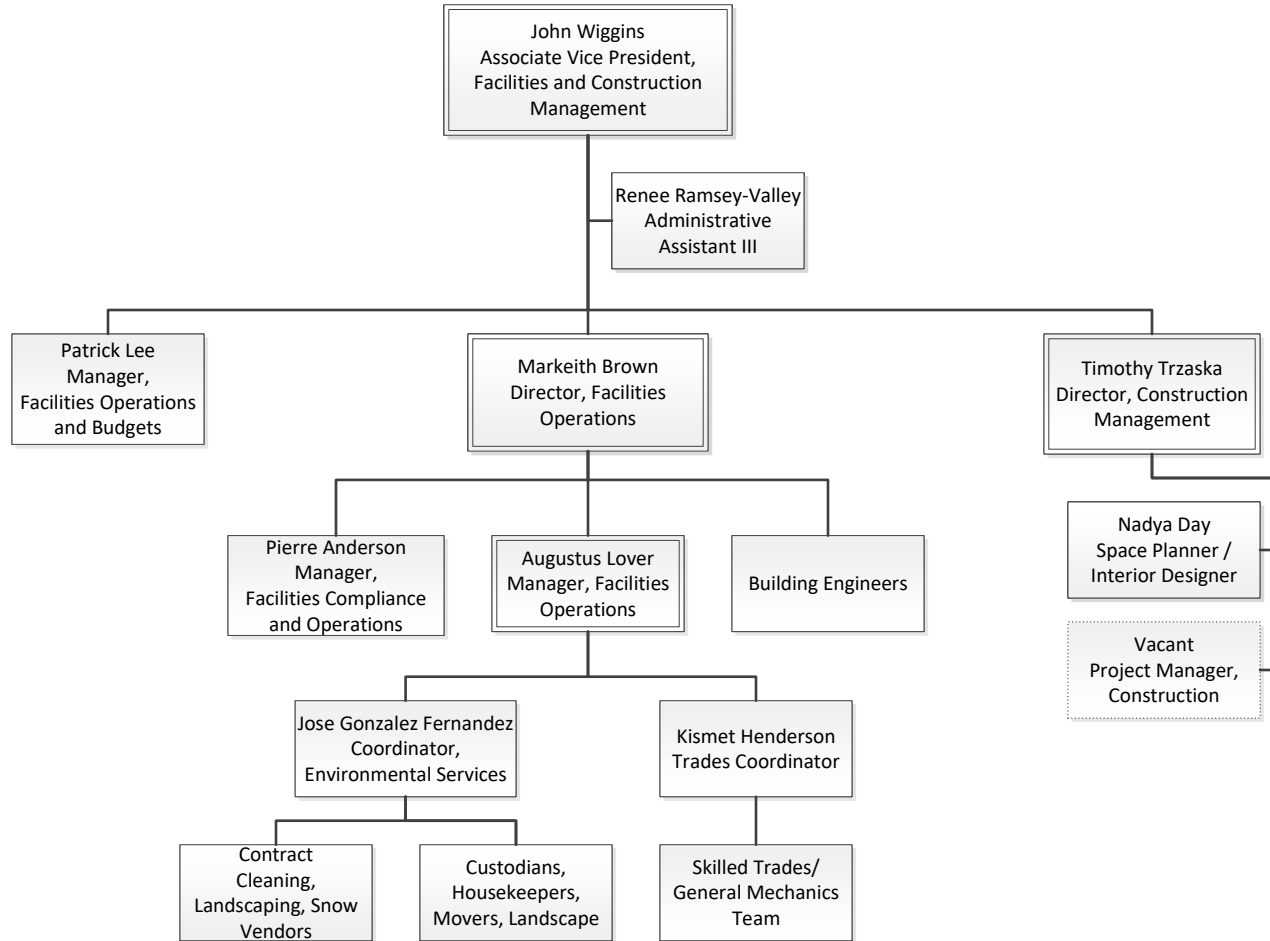 John Wiggins
Associate Vice President,
Facilities and Construction
Management
Renee Ramsey-Valley
Administrative
Assistant III
Patrick Lee
Manager,
Facilities Operations
and Budgets
Markeith Brown
Director, Facilities
Operations
Timothy Trzaska
Director, Construction
Management
Pierre Anderson
Manager,
Facilities Compliance
and Operations
Augustus Lover
Manager, Facilities
Operations
Building Engineers
Nadya Day
Space Planner /
Interior Designer
Vacant
Project Manager,
Construction
Jose Gonzalez Fernandez
Coordinator,
Environmental Services
Kismet Henderson
Trades Coordinator
Contract
Cleaning,
Landscaping, Snow
Vendors
Custodians,
Housekeepers,
Movers, Landscape
Skilled Trades/
General Mechanics
Team